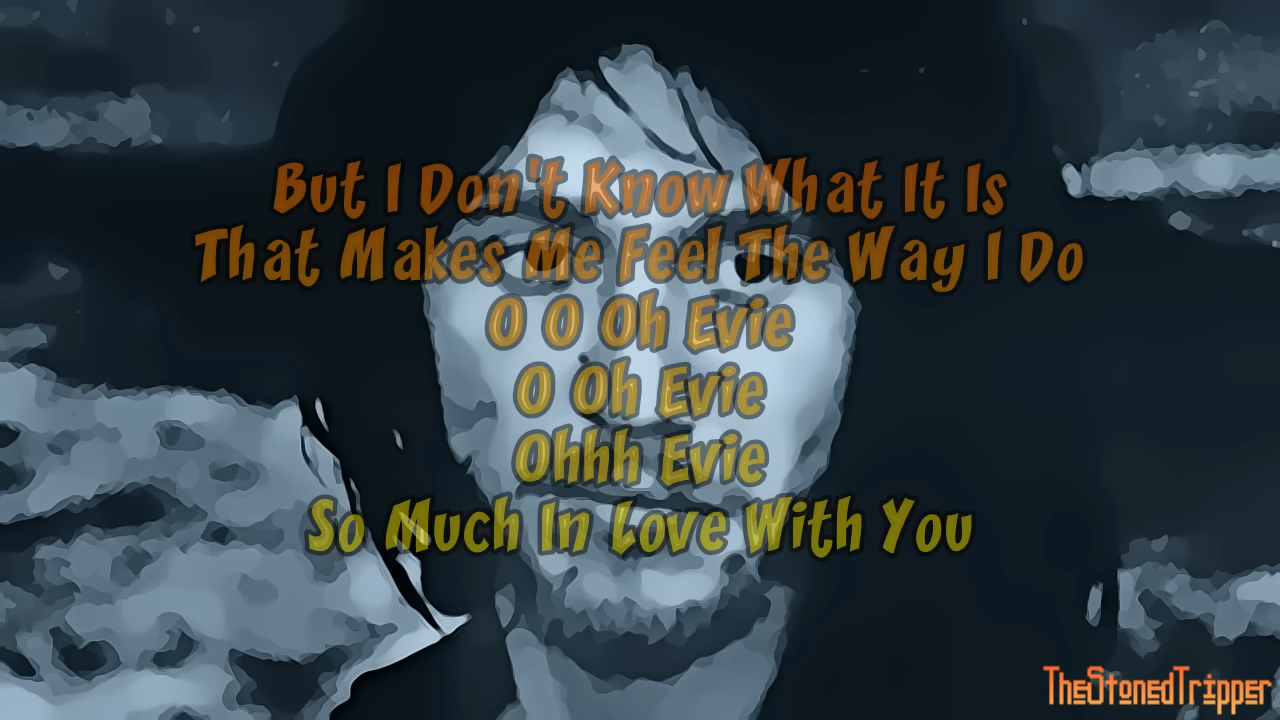 But I Don't Know What It Is
That Makes Me Feel The Way I Do
O O Oh Evie
O Oh Evie
Ohhh Evie
So Much In Love With You
TheStonedTripper